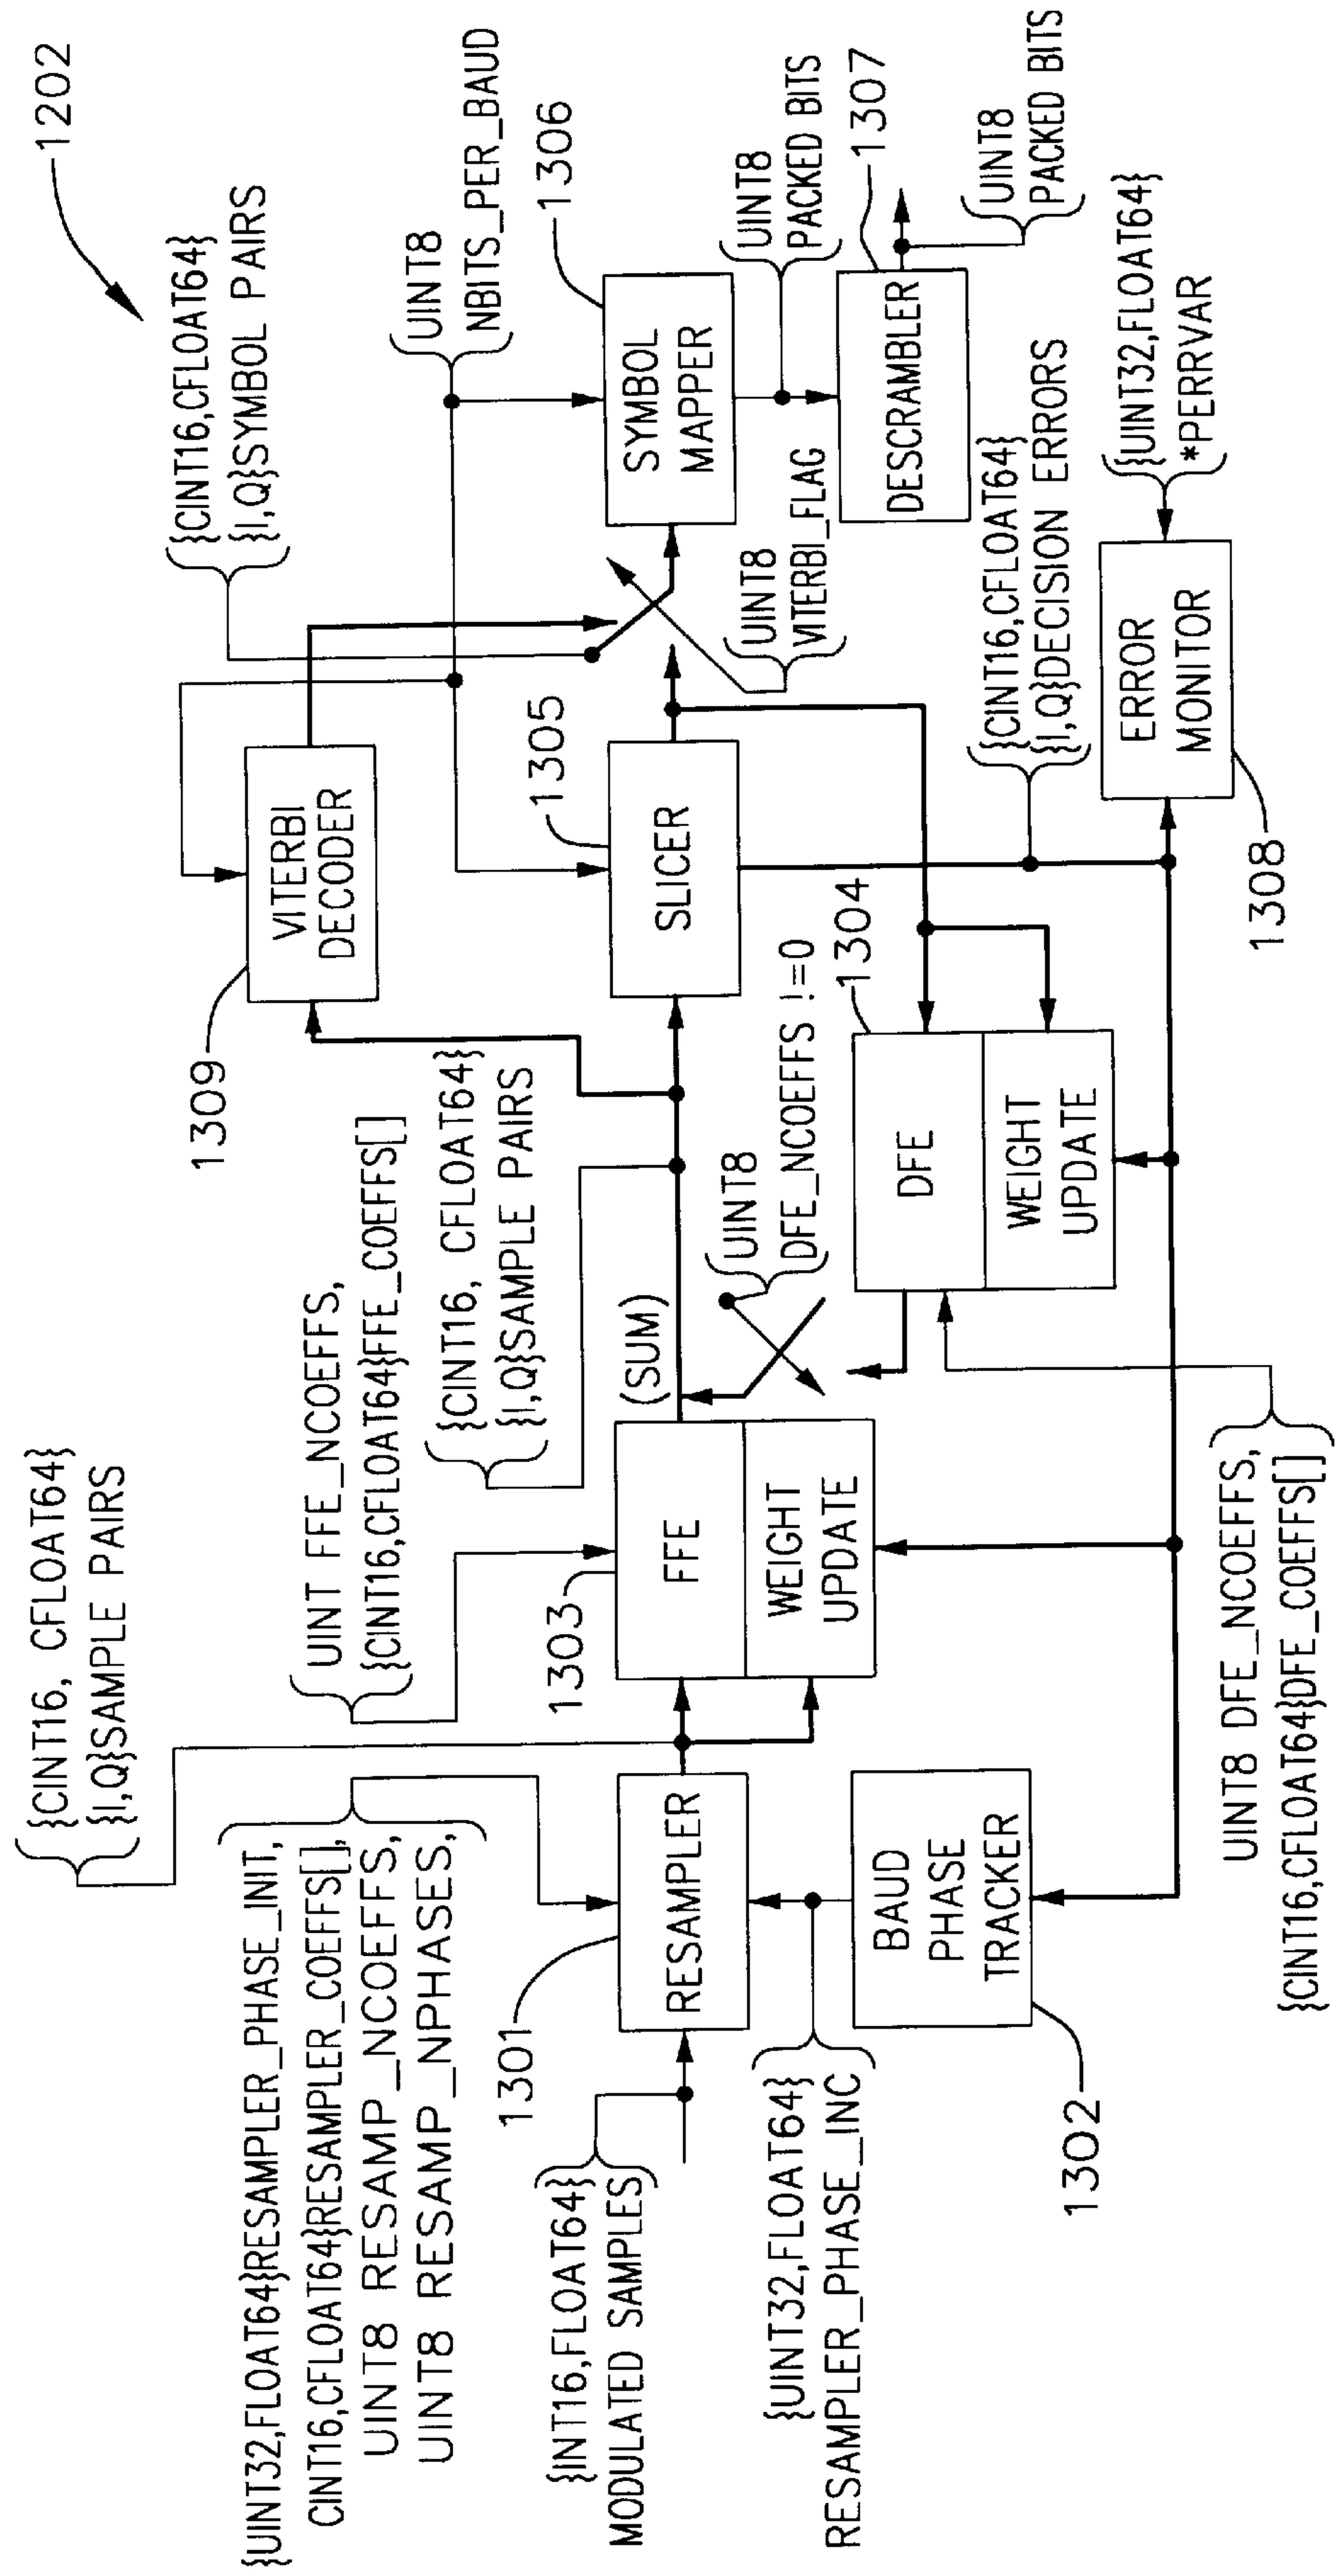 1202
{CINT16, CFLOAT64}
{I,Q}SAMPLE PAIRS
{UINT32,FLOAT64}RESAMPLER_PHASE_INIT,
CINT16,CFLOAT64}RESAMPLER_COEFFS[],
UINT8 RESAMP_NCOEFFS,
UINT8 RESAMP_NPHASES,
UINT FFE_NCOEFFS,
{CINT16,CFLOAT64}FFE_COEFFS[]
{CINT16, CFLOAT64}
{I,Q}SAMPLE PAIRS
1309
VITERBI
DECODER
{CINT16,CFLOAT64}
{I,Q}SYMBOL PAIRS
UINT8
NBITS_PER_BAUD
{INT16,FLOAT64}
MODULATED SAMPLES
1301
RESAMPLER
1303
FFE
WEIGHT
UPDATE
(SUM)
1305
SLICER
1306
SYMBOL
MAPPER
UINT8
VITERBI_FLAG
UINT8
PACKED BITS
UINT8
DFE_NCOEFFS !=0
1304
DFE
WEIGHT
UPDATE
1307
DESCRAMBLER
UINT8
PACKED BITS
{UINT32,FLOAT64}
RESAMPLER_PHASE_INC
BAUD
PHASE
TRACKER
1302
{CINT16,CFLOAT64}
{I,Q}DECISION ERRORS
ERROR
MONITOR
1308
{UINT32,FLOAT64}
*PERRVAR
UINT8 DFE_NCOEFFS,
{CINT16,CFLOAT64}DFE_COEFFS[]